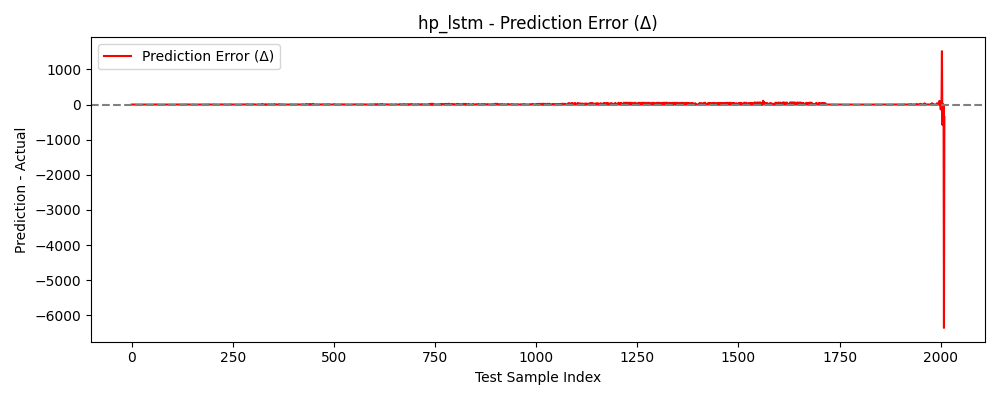 hp_lstm - Prediction Error (Δ)
Prediction Error (Δ)
1000
0
−1000
−2000
−3000
−4000
−5000
−6000
Prediction - Actual
0 250 500 750 1000 1250 1500 1750 2000
Test Sample Index